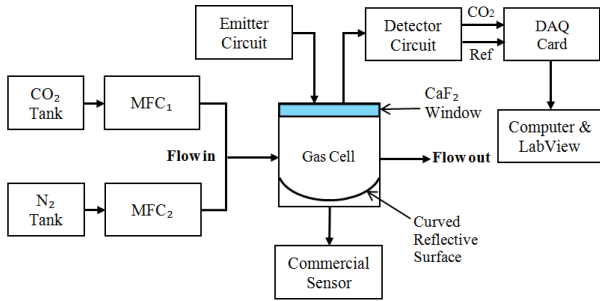 Emitter
Circuit
Detector
Circuit
CO₂
Ref
DAQ
Card
CO₂
Tank
MFC₁
CaF₂
Window
Computer &
LabView
Flow in
Gas Cell
Flow out
N₂
Tank
MFC₂
Curved
Reflective
Surface
Commercial
Sensor